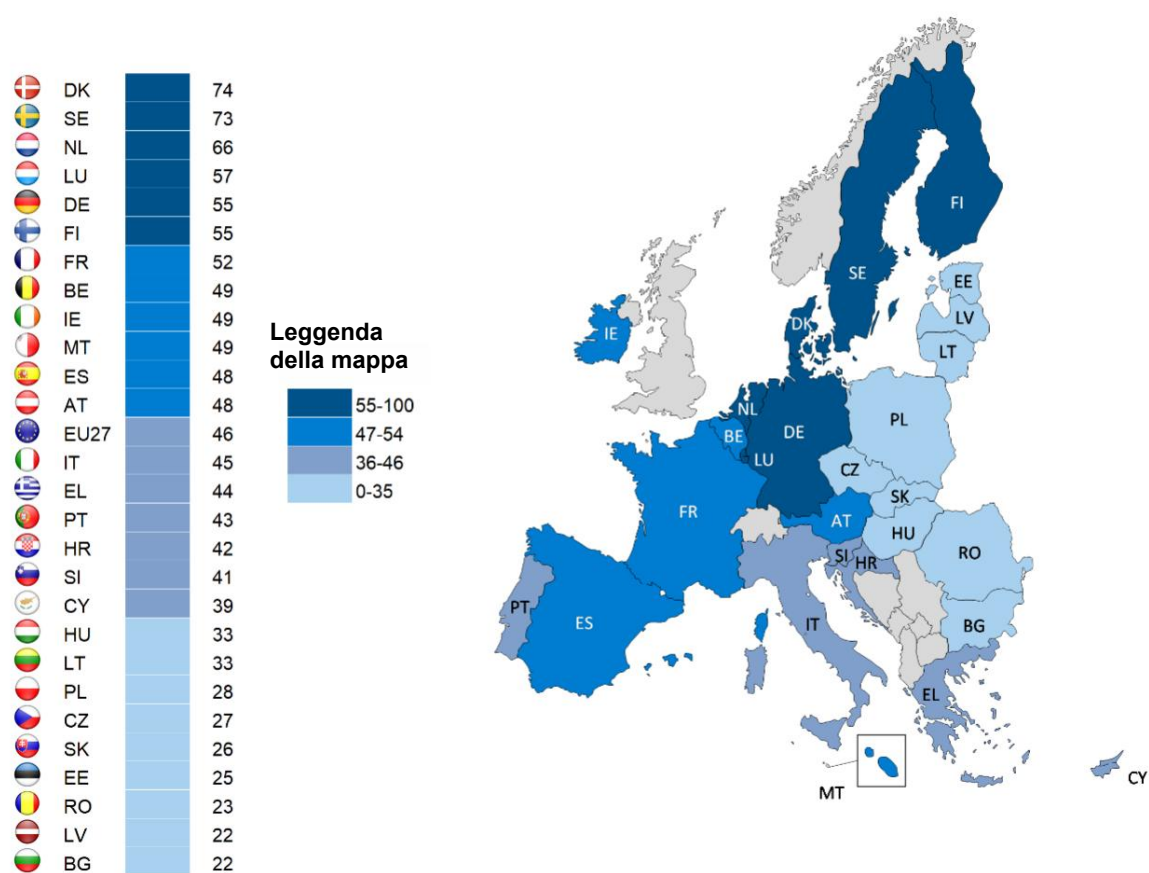 DK 74
SE 73
NL 66
LU 57
DE 55
FI 55
FR 52
BE 49
IE 49
MT 49
ES 48
AT 48
EU27 46
IT 45
EL 44
PT 43
HR 42
SI 41
CY 39
HU 33
LT 33
PL 28
CZ 27
SK 26
EE 25
RO 23
LV 22
BG 22
Leggenda
della mappa
55-100
47-54
36-46
0-35
FI
SE
EE
LV
LT
DK
IE
NL
BE
DE
PL
LU
CZ
SK
FR
AT
HU
SI
HR
RO
PT
ES
IT
BG
EL
MT
CY